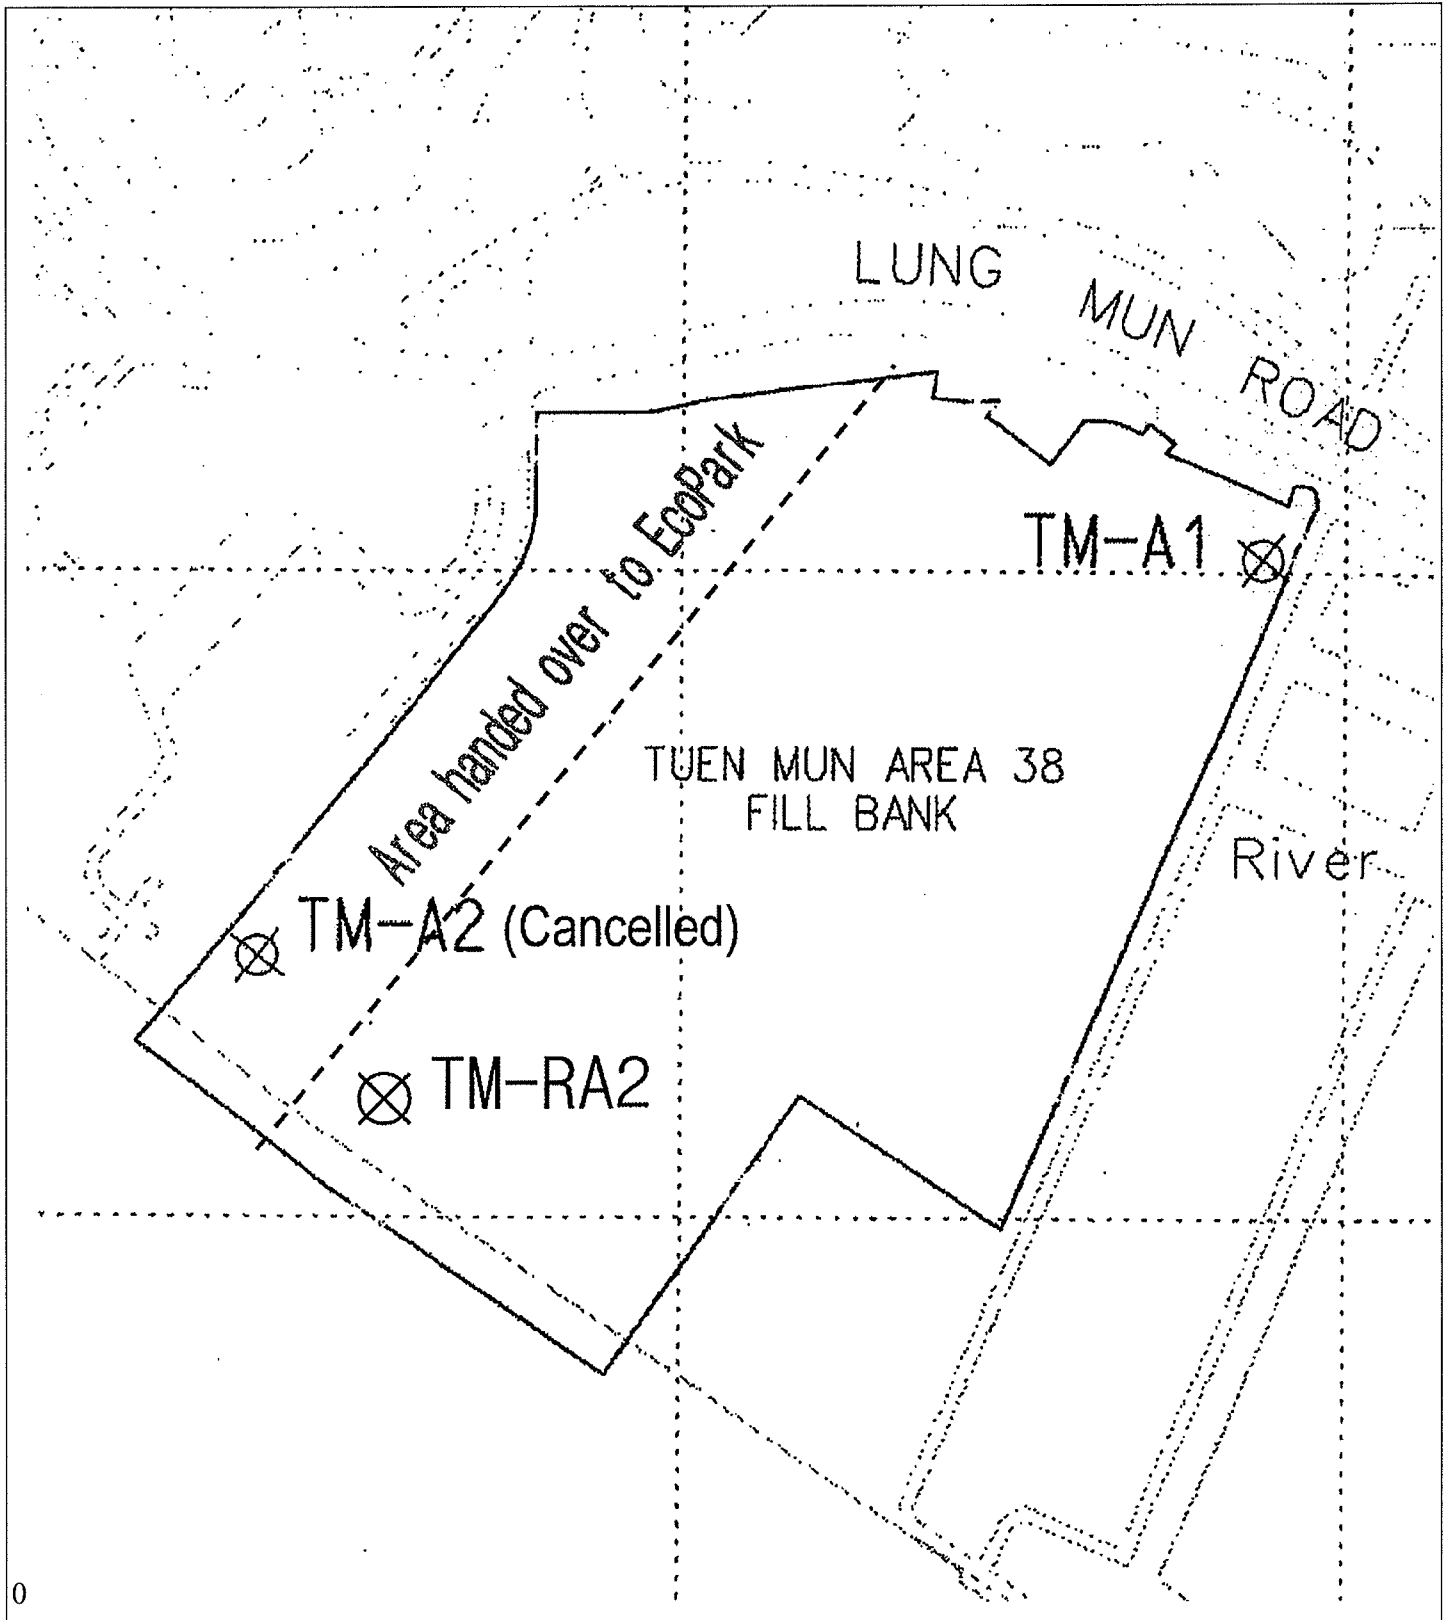 LUNG MUN ROAD
Area handed over to EcoPark
TM-A1
TUEN MUN AREA 38
FILL BANK
River
TM-A2 (Cancelled)
TM-RA2
0